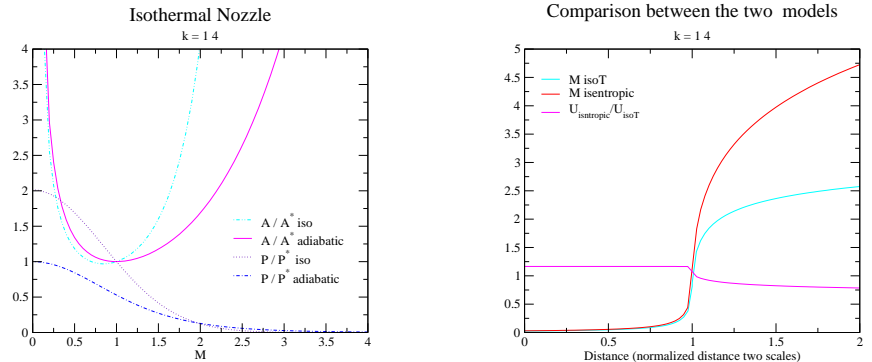 Isothermal Nozzle
k = 1 4
4
3.5
3
2.5
2
1.5
1
0.5
0
0 0.5 1 1.5 2 2.5 3 3.5 4
M
A / A* iso
A / A* adiabatic
P / P* iso
P / P* adiabatic
Comparison between the two models
k = 1 4
5
4.5
4
3.5
3
2.5
2
1.5
1
0.5
0
0 0.5 1 1.5 2
Distance (normalized distance two scales)
M isoT
M isentropic
U_isntropic/U_isoT